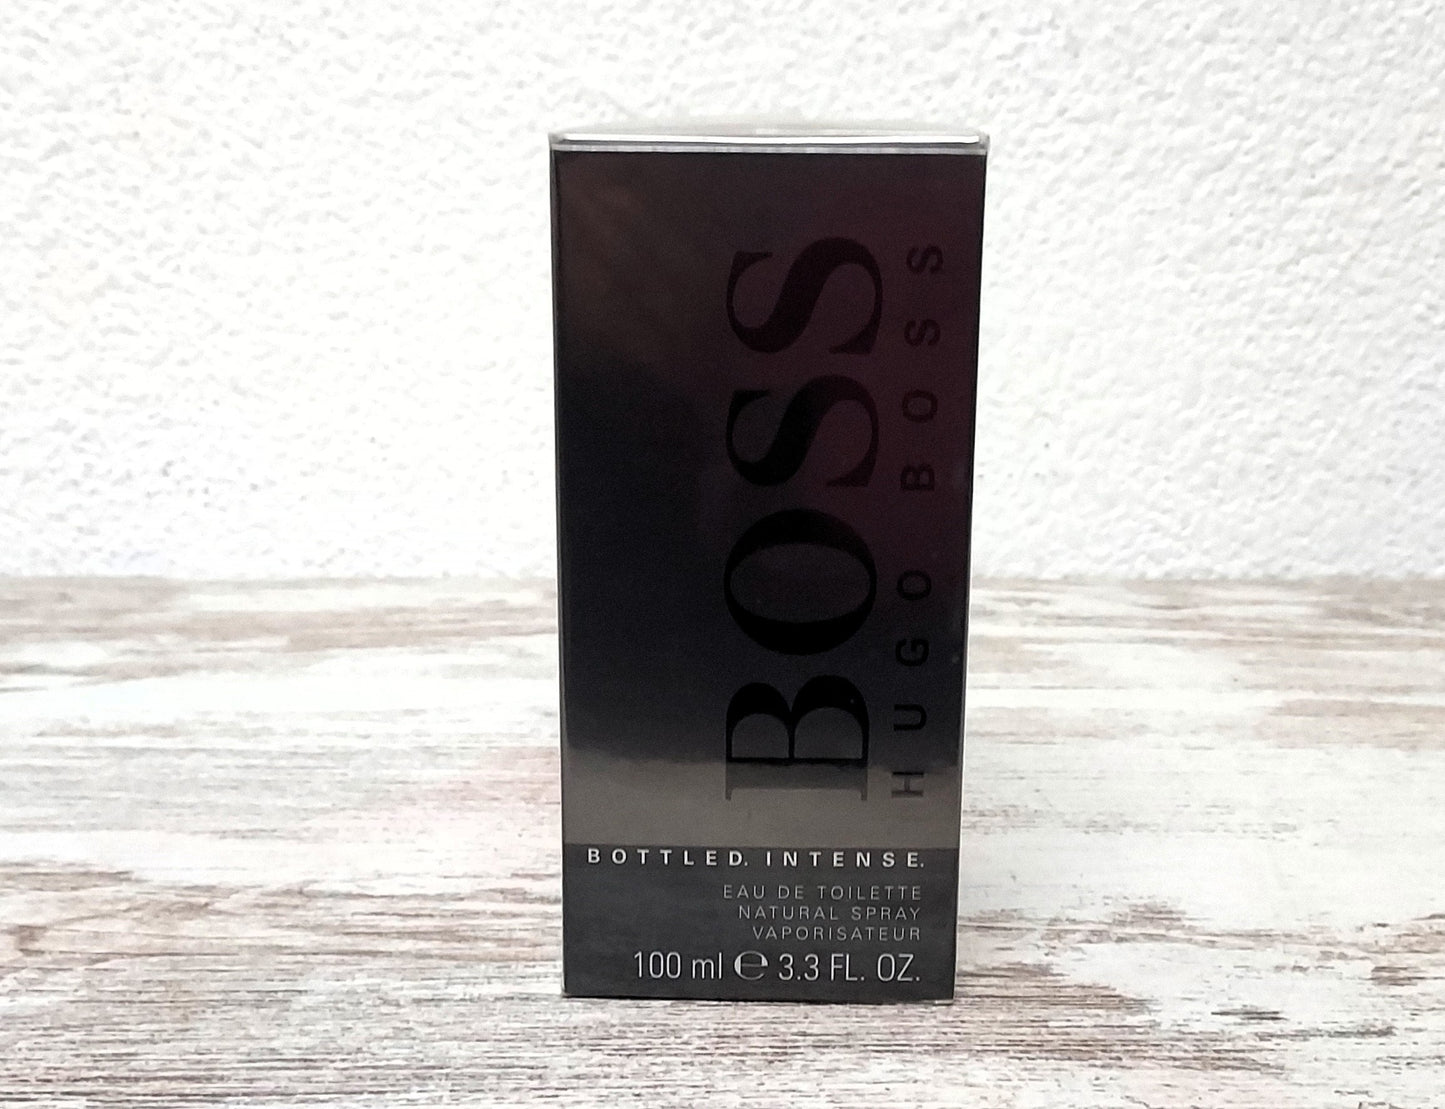 BOSS
HUGO BOSS
BOTTLED. INTENSE.
EAU DE TOILETTE
NATURAL SPRAY
VAPORISATEUR
100 ml ℮ 3.3 FL. OZ.